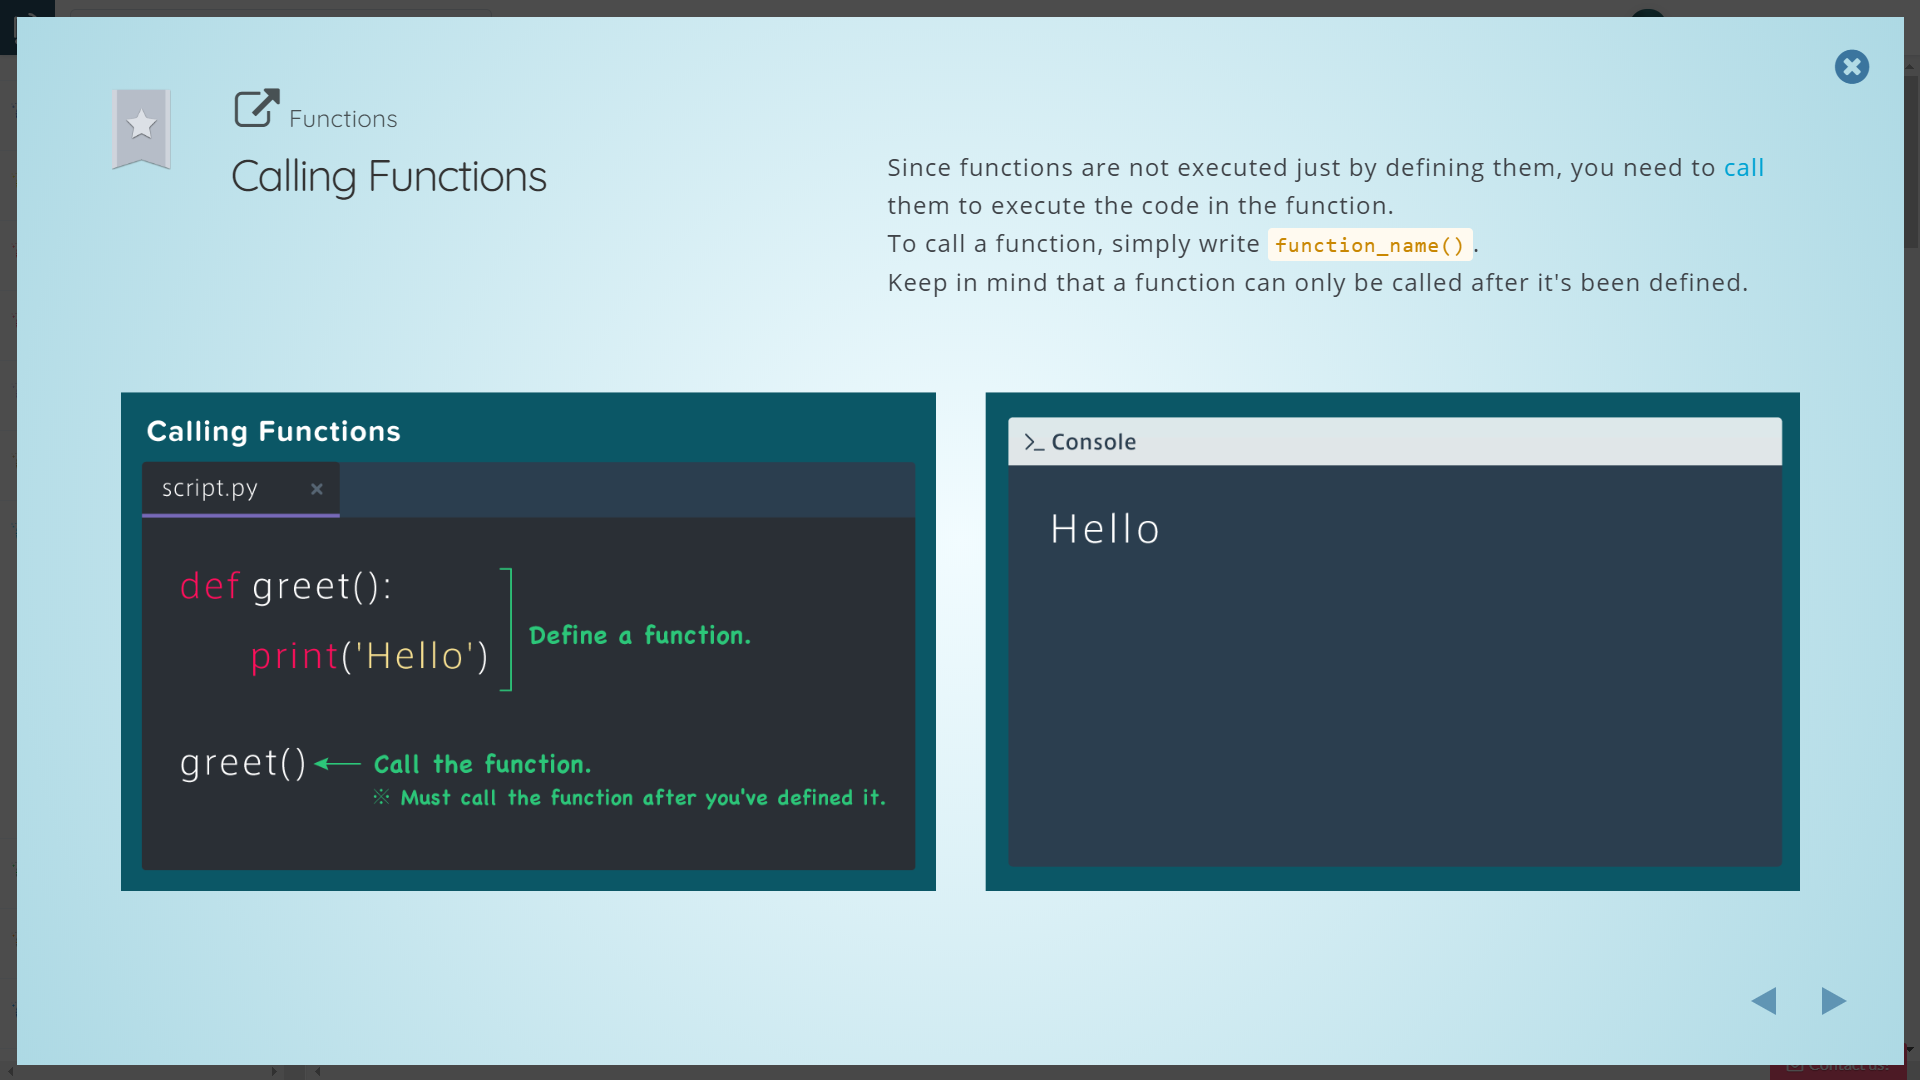 Functions
Calling Functions
Since functions are not executed just by defining them, you need to call
them to execute the code in the function.
To call a function, simply write function_name().
Keep in mind that a function can only be called after it's been defined.
Calling Functions
script.py ×
def greet():
print('Hello')
Define a function.
greet()
Call the function.
※ Must call the function after you've defined it.
>_ Console
Hello
Contact us!